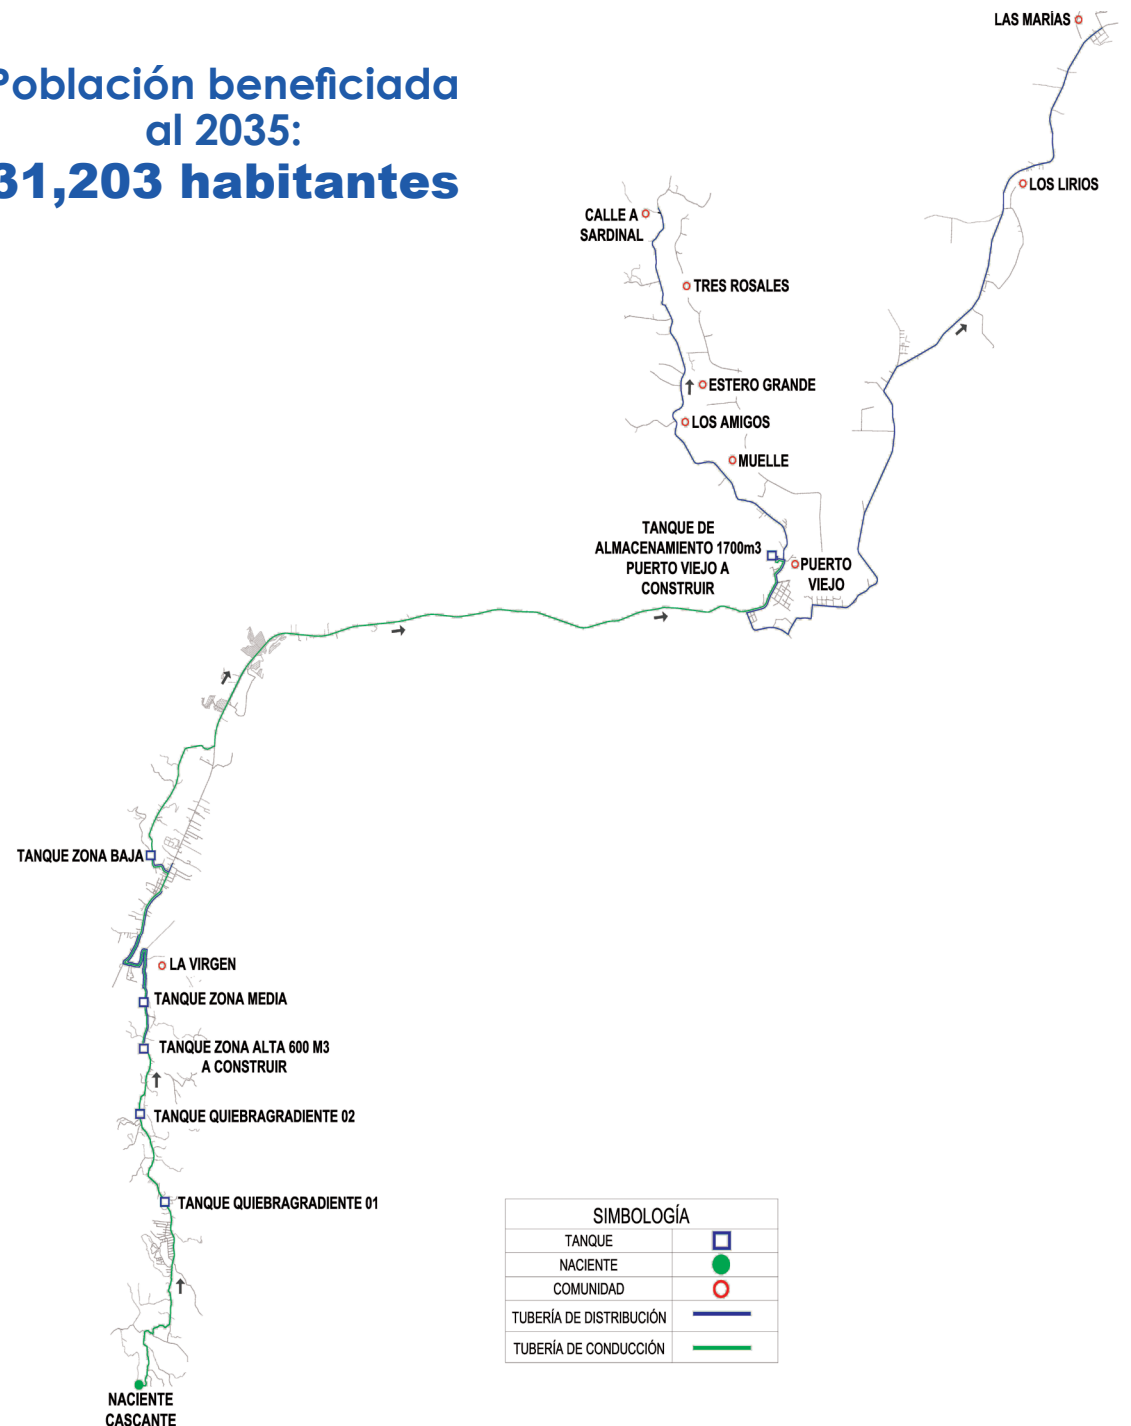 Población beneficiada
al 2035:
31,203 habitantes
LAS MARÍAS
LOS LIRIOS
CALLE A
SARDINAL
TRES ROSALES
ESTERO GRANDE
LOS AMIGOS
MUELLE
TANQUE DE
ALMACENAMIENTO 1700m3
PUERTO VIEJO A
CONSTRUIR
PUERTO
VIEJO
TANQUE ZONA BAJA
LA VIRGEN
TANQUE ZONA MEDIA
TANQUE ZONA ALTA 600 M3
A CONSTRUIR
TANQUE QUIEBRAGRADIENTE 02
TANQUE QUIEBRAGRADIENTE 01
NACIENTE
CASCANTE
SIMBOLOGÍA
TANQUE
NACIENTE
COMUNIDAD
TUBERÍA DE DISTRIBUCIÓN
TUBERÍA DE CONDUCCIÓN